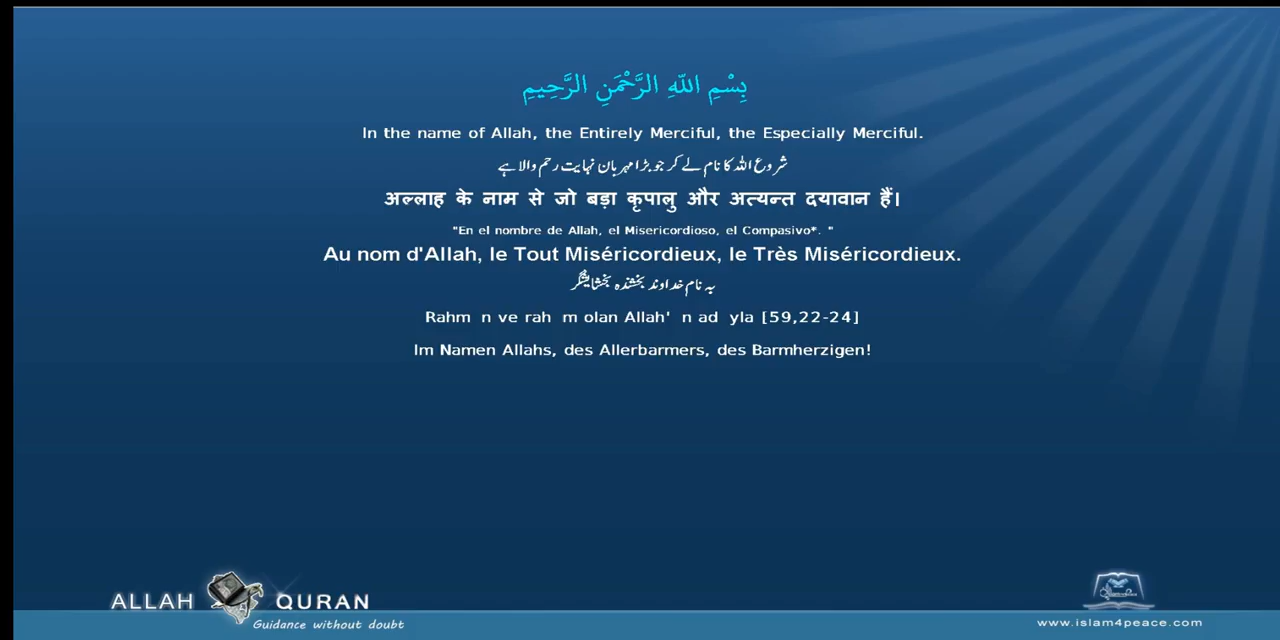 بِسْمِ اللّٰهِ الرَّحْمَنِ الرَّحِيمِ
In the name of Allah, the Entirely Merciful, the Especially Merciful.
شروع الله کا نام لے کر جو بڑا مہربان نہایت رحم والا ہے
अल्लाह के नाम से जो बड़ा कृपालु और अत्यन्त दयावान हैं।
"En el nombre de Allah, el Misericordioso, el Compasivo*. "
Au nom d'Allah, le Tout Miséricordieux, le Très Miséricordieux.
به نام خداوند بخشنده بخشایشگر
Rahm n ve rah m olan Allah' n ad yla [59,22-24]
Im Namen Allahs, des Allerbarmers, des Barmherzigen!
ALLAH QURAN
Guidance without doubt
www.islam4peace.com